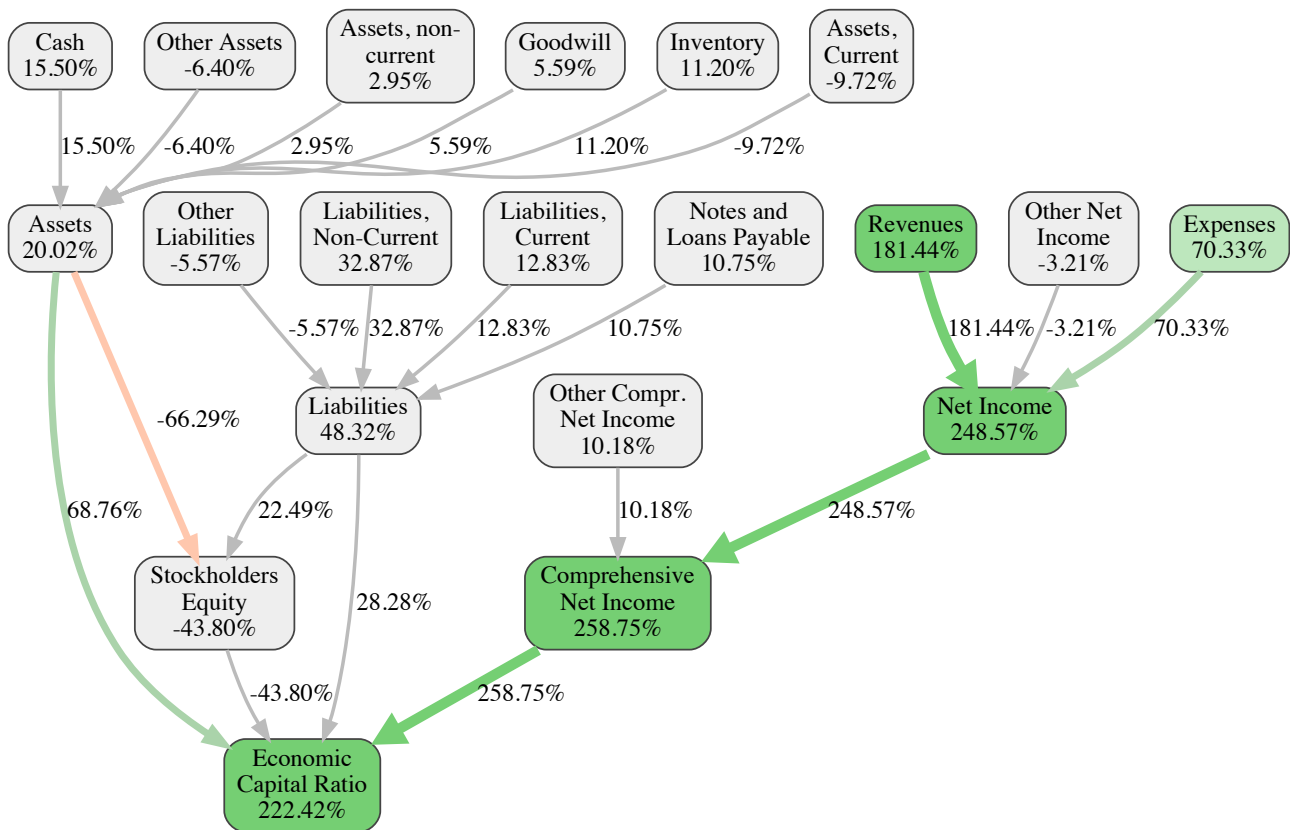 Cash
15.50%
Other Assets
-6.40%
Assets, non-
current
2.95%
Goodwill
5.59%
Inventory
11.20%
Assets,
Current
-9.72%
15.50%
-6.40%
2.95%
5.59%
11.20%
-9.72%
Assets
20.02%
Other
Liabilities
-5.57%
Liabilities,
Non-Current
32.87%
Liabilities,
Current
12.83%
Notes and
Loans Payable
10.75%
Revenues
181.44%
Other Net
Income
-3.21%
Expenses
70.33%
-5.57%
32.87%
12.83%
10.75%
181.44%
-3.21%
70.33%
-66.29%
Liabilities
48.32%
Other Compr.
Net Income
10.18%
Net Income
248.57%
68.76%
22.49%
10.18%
248.57%
Stockholders
Equity
-43.80%
28.28%
Comprehensive
Net Income
258.75%
-43.80%
258.75%
Economic
Capital Ratio
222.42%